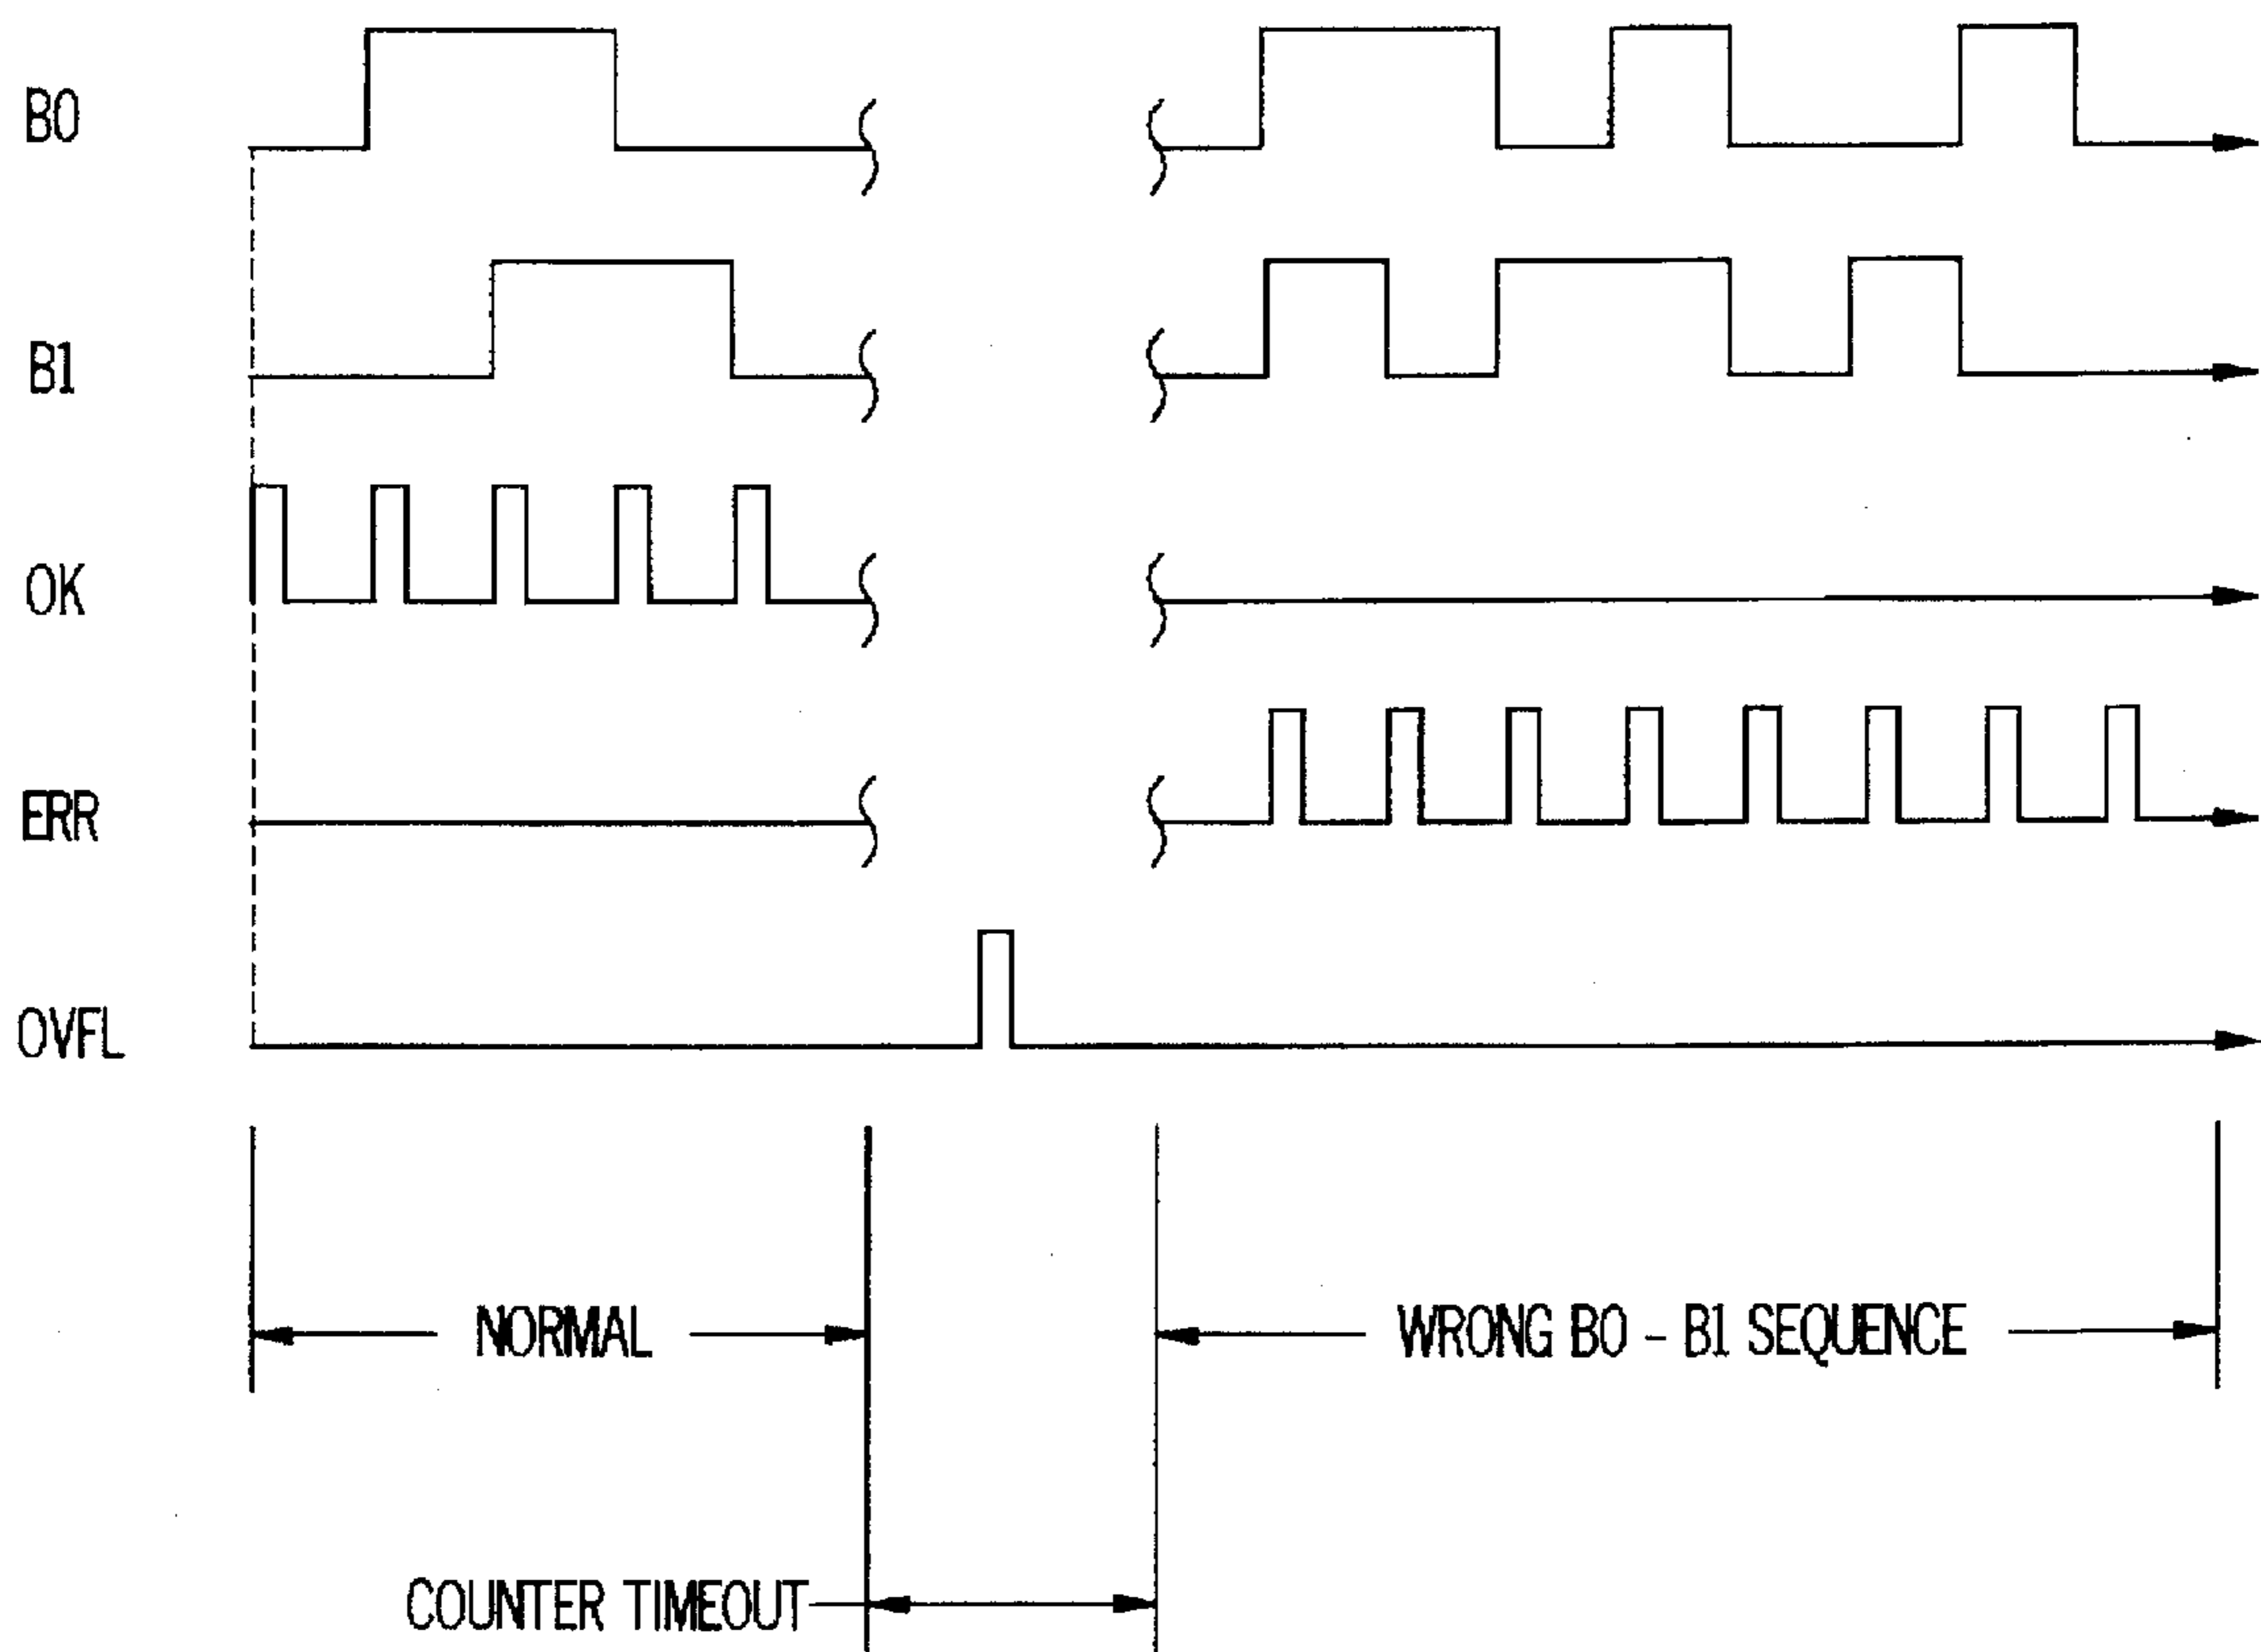 B0
B1
OK
ERR
OVFL
NORMAL
WRONG B0 - B1 SEQUENCE
COUNTER TIMEOUT